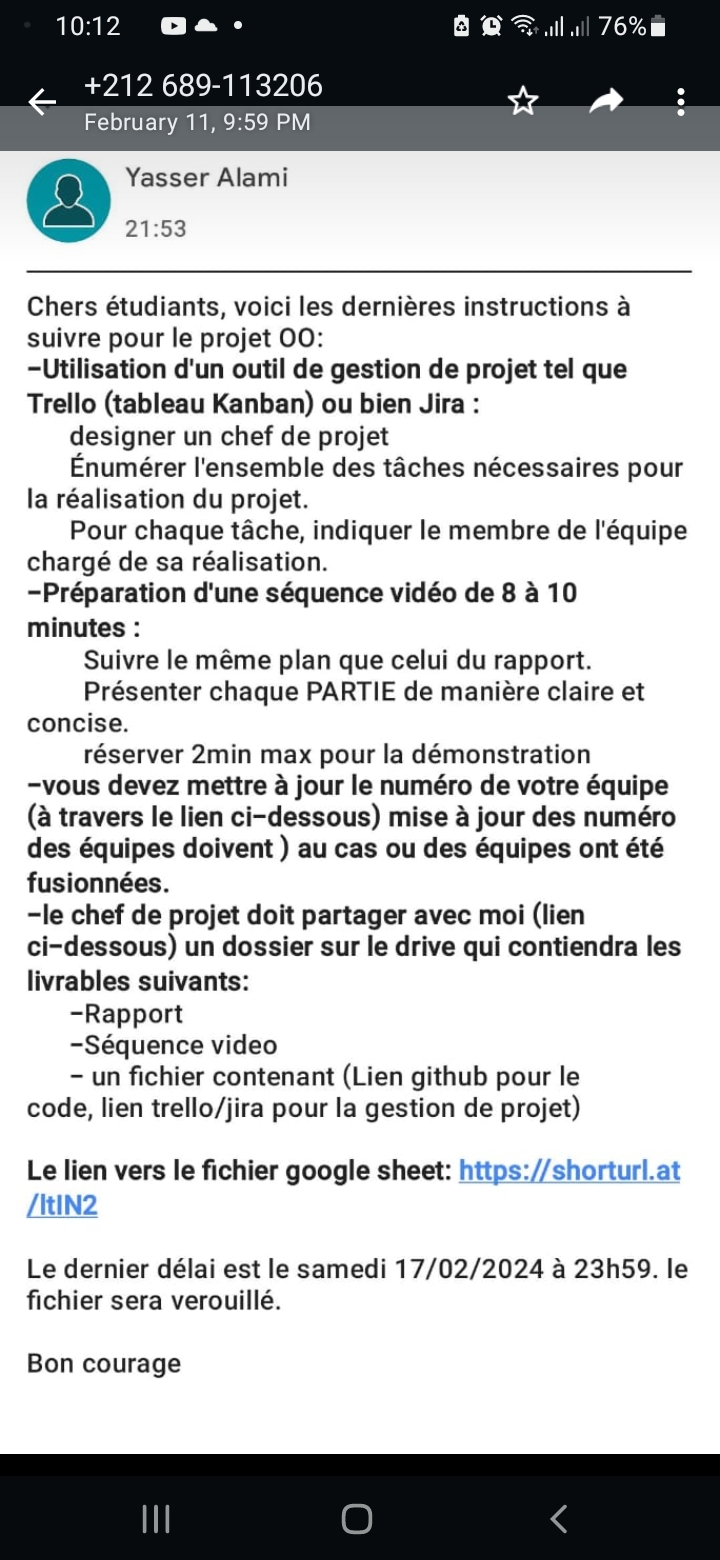 10:12
76%
+212 689-113206
February 11, 9:59 PM
Yasser Alami
21:53
Chers étudiants, voici les dernières instructions à
suivre pour le projet OO:
-Utilisation d'un outil de gestion de projet tel que
Trello (tableau Kanban) ou bien Jira :
designer un chef de projet
Énumérer l'ensemble des tâches nécessaires pour
la réalisation du projet.
Pour chaque tâche, indiquer le membre de l'équipe
chargé de sa réalisation.
-Préparation d'une séquence vidéo de 8 à 10
minutes :
Suivre le même plan que celui du rapport.
Présenter chaque PARTIE de manière claire et
concise.
réserver 2min max pour la démonstration
-vous devez mettre à jour le numéro de votre équipe
(à travers le lien ci-dessous) mise à jour des numéro
des équipes doivent ) au cas ou des équipes ont été
fusionnées.
-le chef de projet doit partager avec moi (lien
ci-dessous) un dossier sur le drive qui contiendra les
livrables suivants:
-Rapport
-Séquence video
- un fichier contenant (Lien github pour le
code, lien trello/jira pour la gestion de projet)
Le lien vers le fichier google sheet: https://shorturl.at
/ltIN2
Le dernier délai est le samedi 17/02/2024 à 23h59. le
fichier sera verouillé.
Bon courage